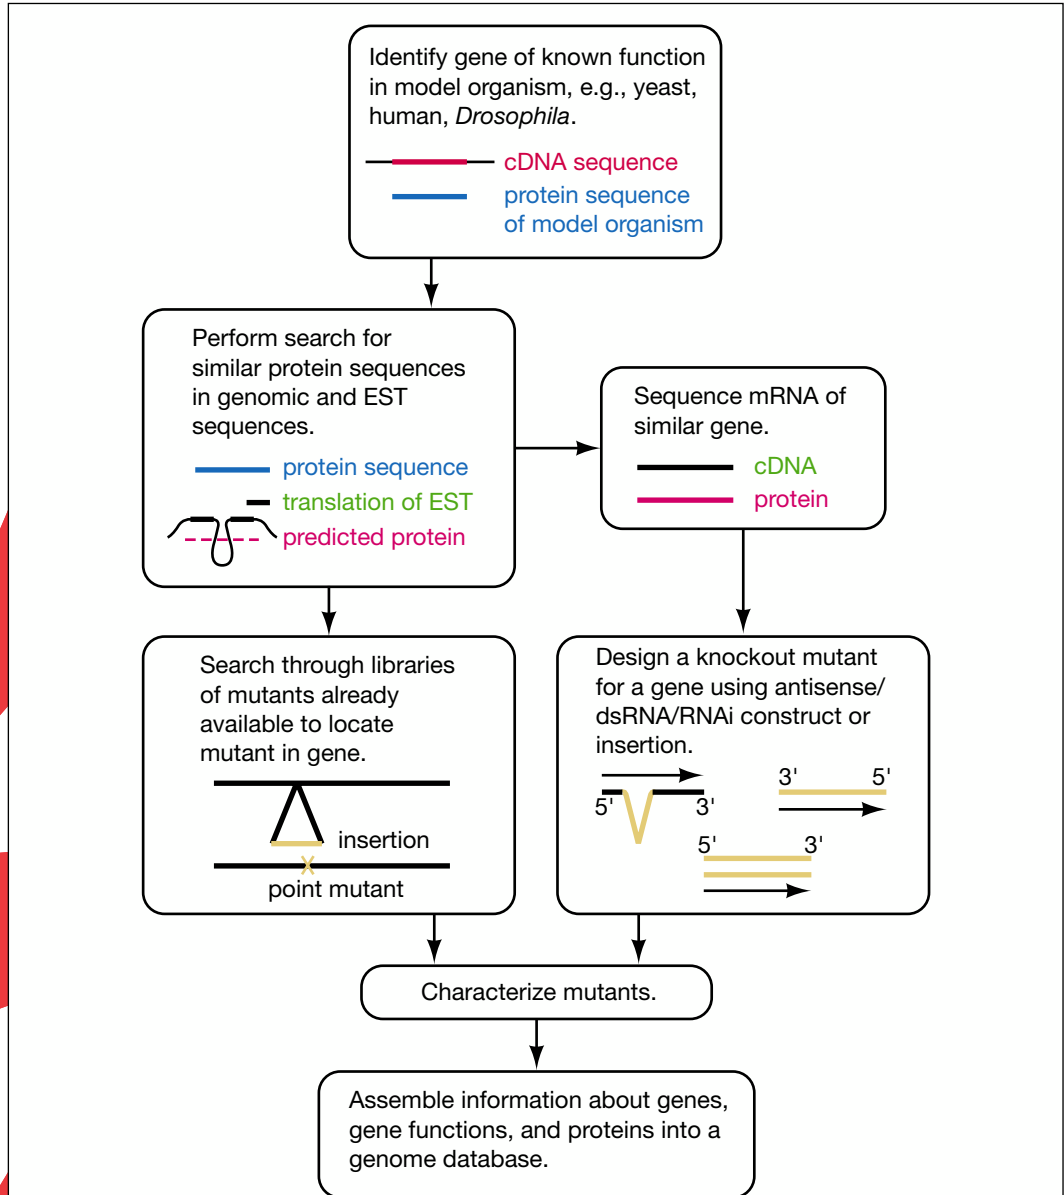 Identify gene of known function
in model organism, e.g., yeast,
human, Drosophila.
cDNA sequence
protein sequence
of model organism
Perform search for
similar protein sequences
in genomic and EST
sequences.
protein sequence
translation of EST
predicted protein
Sequence mRNA of
similar gene.
cDNA
protein
Search through libraries
of mutants already
available to locate
mutant in gene.
insertion
point mutant
Design a knockout mutant
for a gene using antisense/
dsRNA/RNAi construct or
insertion.
3' 5'
5' 3'
5' 3'
Characterize mutants.
Assemble information about genes,
gene functions, and proteins into a
genome database.